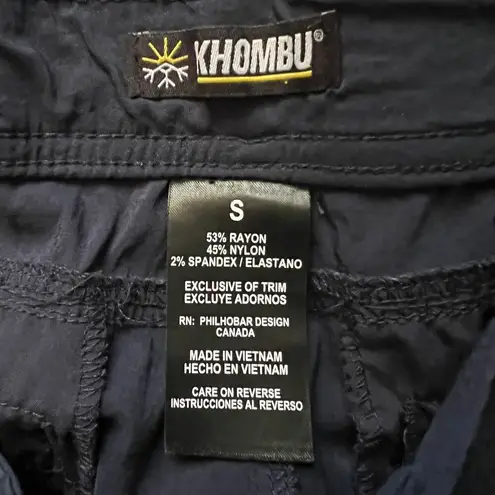 KHOMBU®
S
53% RAYON
45% NYLON
2% SPANDEX / ELASTANO
EXCLUSIVE OF TRIM
EXCLUYE ADORNOS
RN: PHILHOBAR DESIGN
CANADA
MADE IN VIETNAM
HECHO EN VIETNAM
CARE ON REVERSE
INSTRUCCIONES AL REVERSO